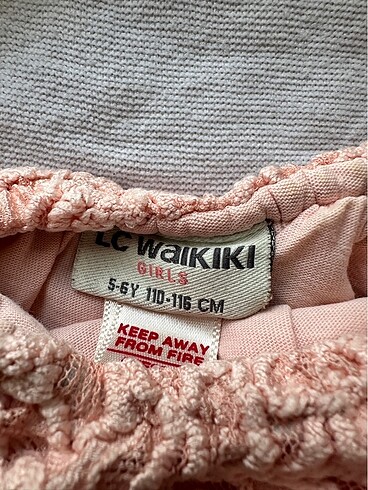 LC WAIKIKI
GIRLS
5-6Y 110-116 CM
KEEP AWAY
FROM FIRE